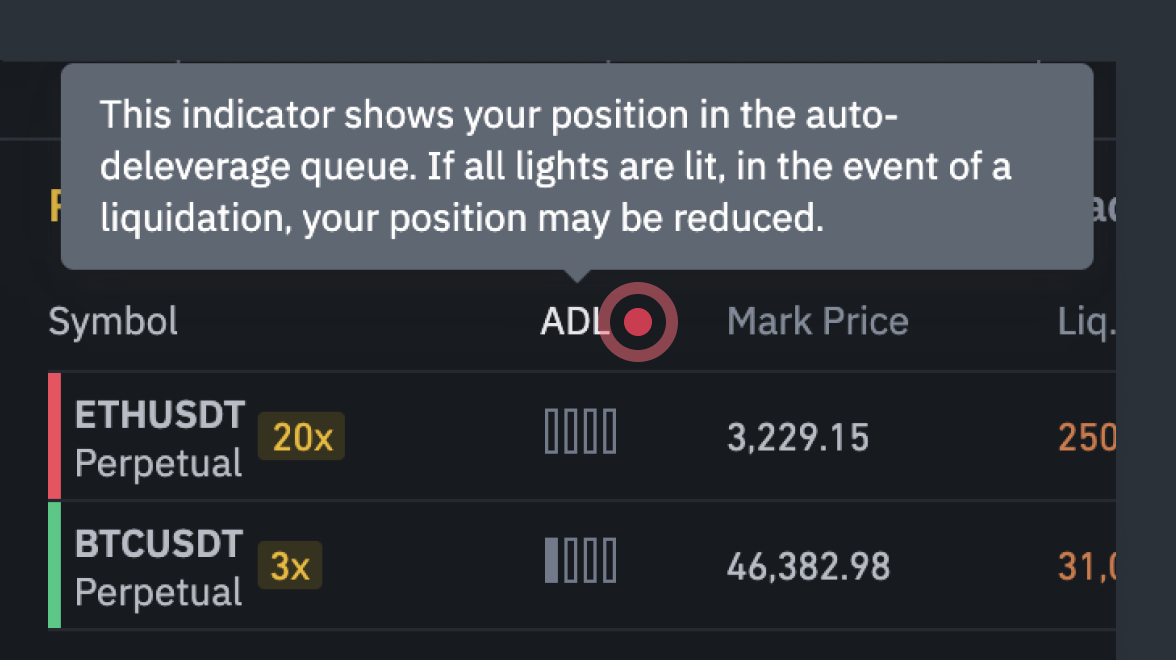 This indicator shows your position in the auto-
deleverage queue. If all lights are lit, in the event of a
liquidation, your position may be reduced.
Symbol ADL Mark Price Liq.
ETHUSDT
Perpetual 20x 3,229.15 250
BTCUSDT
Perpetual 3x 46,382.98 31,0